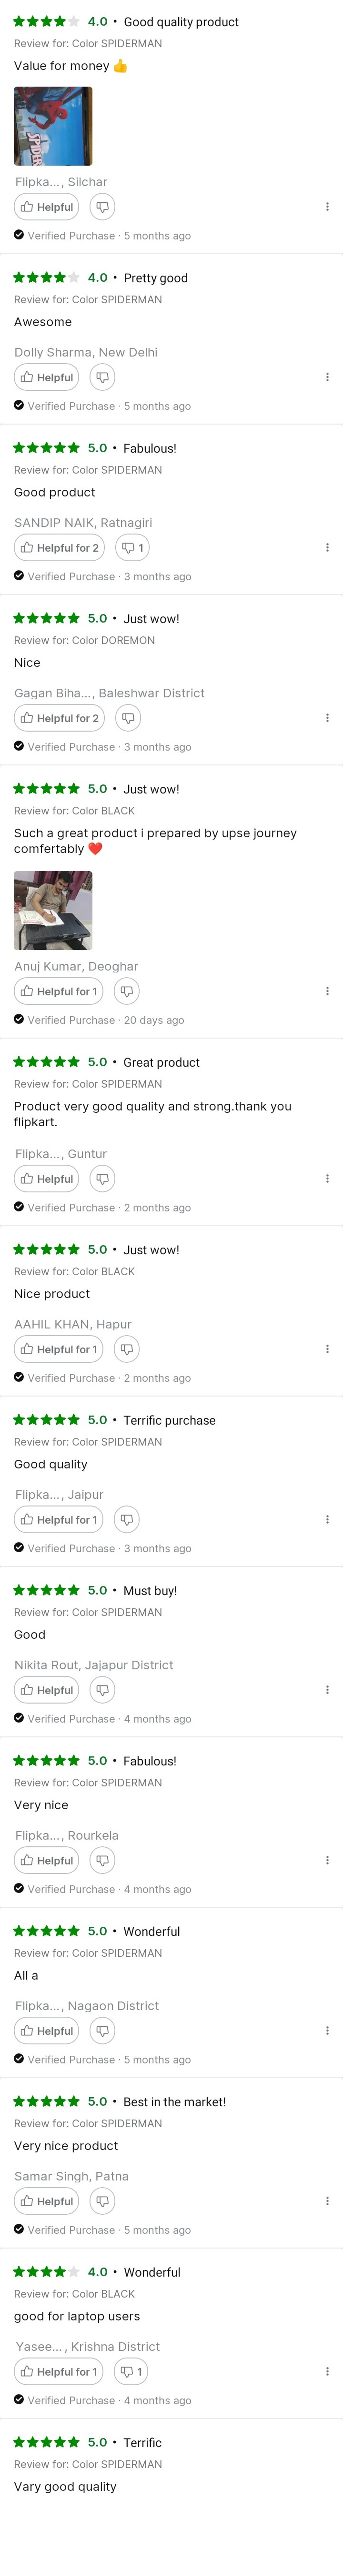 4.0 • Good quality product
Review for: Color SPIDERMAN
Value for money 👍
SPIDER
Flipka..., Silchar
Helpful
Verified Purchase · 5 months ago
4.0 • Pretty good
Review for: Color SPIDERMAN
Awesome
Dolly Sharma, New Delhi
Helpful
Verified Purchase · 5 months ago
5.0 • Fabulous!
Review for: Color SPIDERMAN
Good product
SANDIP NAIK, Ratnagiri
Helpful for 2 1
Verified Purchase · 3 months ago
5.0 • Just wow!
Review for: Color DOREMON
Nice
Gagan Biha..., Baleshwar District
Helpful for 2
Verified Purchase · 3 months ago
5.0 • Just wow!
Review for: Color BLACK
Such a great product i prepared by upse journey
comfertably ❤️
Anuj Kumar, Deoghar
Helpful for 1
Verified Purchase · 20 days ago
5.0 • Great product
Review for: Color SPIDERMAN
Product very good quality and strong.thank you
flipkart.
Flipka..., Guntur
Helpful
Verified Purchase · 2 months ago
5.0 • Just wow!
Review for: Color BLACK
Nice product
AAHIL KHAN, Hapur
Helpful for 1
Verified Purchase · 2 months ago
5.0 • Terrific purchase
Review for: Color SPIDERMAN
Good quality
Flipka..., Jaipur
Helpful for 1
Verified Purchase · 3 months ago
5.0 • Must buy!
Review for: Color SPIDERMAN
Good
Nikita Rout, Jajapur District
Helpful
Verified Purchase · 4 months ago
5.0 • Fabulous!
Review for: Color SPIDERMAN
Very nice
Flipka..., Rourkela
Helpful
Verified Purchase · 4 months ago
5.0 • Wonderful
Review for: Color SPIDERMAN
All a
Flipka..., Nagaon District
Helpful
Verified Purchase · 5 months ago
5.0 • Best in the market!
Review for: Color SPIDERMAN
Very nice product
Samar Singh, Patna
Helpful
Verified Purchase · 5 months ago
4.0 • Wonderful
Review for: Color BLACK
good for laptop users
Yasee..., Krishna District
Helpful for 1 1
Verified Purchase · 4 months ago
5.0 • Terrific
Review for: Color SPIDERMAN
Vary good quality